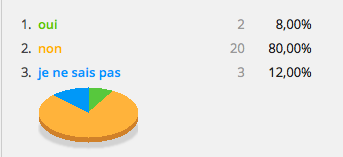 1. oui 2 8,00%
2. non 20 80,00%
3. je ne sais pas 3 12,00%